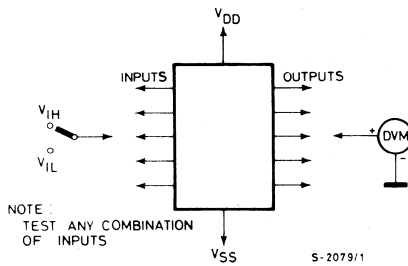 VDD
INPUTS
OUTPUTS
VIH
VIL
+
DVM
-
NOTE :
TEST ANY COMBINATION
OF INPUTS
VSS
S-2079/1